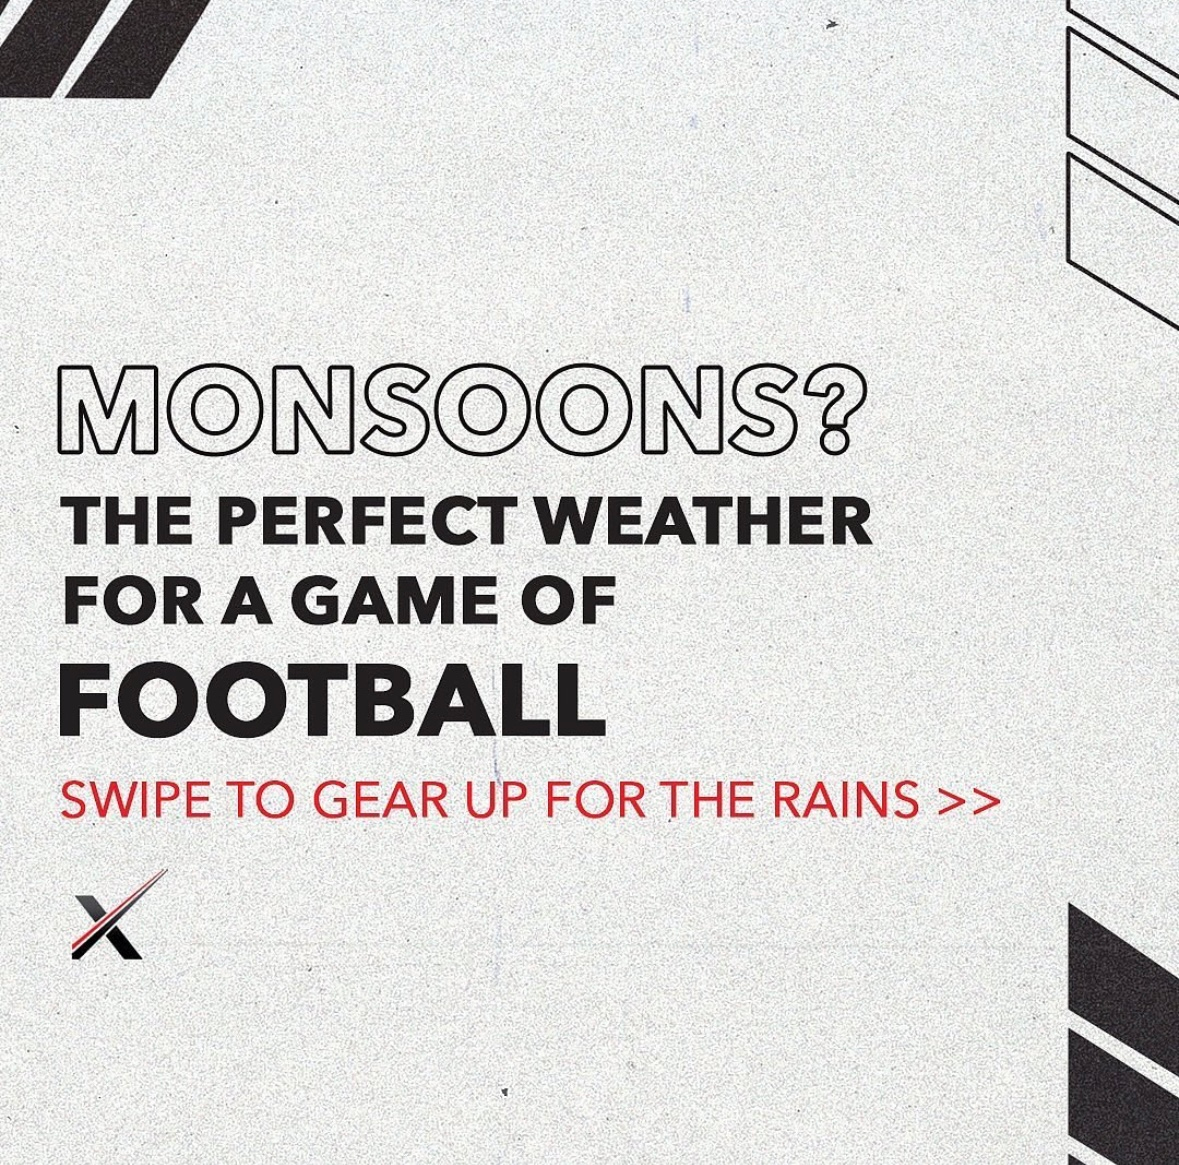 MONSOONS?
THE PERFECT WEATHER
FOR A GAME OF
FOOTBALL
SWIPE TO GEAR UP FOR THE RAINS >>
X